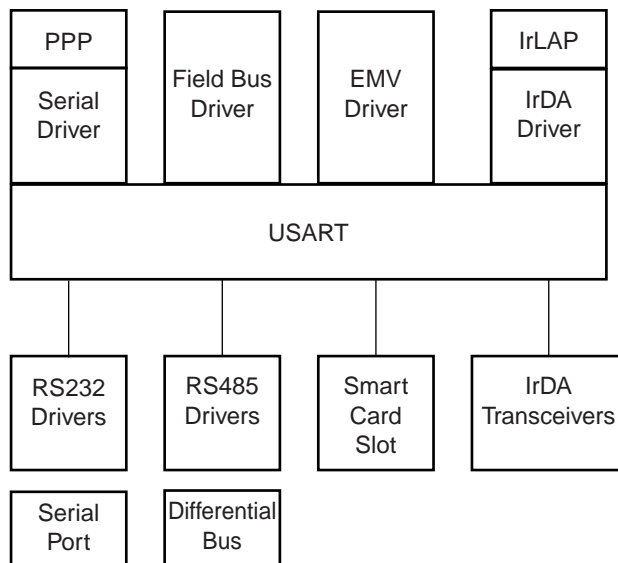 PPP
Serial
Driver
Field Bus
Driver
EMV
Driver
IrLAP
IrDA
Driver
USART
RS232
Drivers
RS485
Drivers
Smart
Card
Slot
IrDA
Transceivers
Serial
Port
Differential
Bus